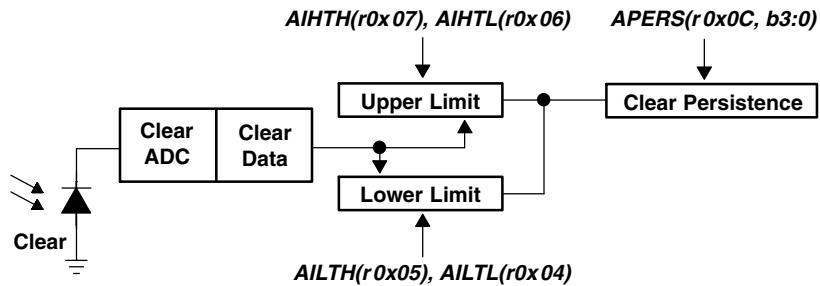 AIHTH(r0x07), AIHTL(r0x06)
APERS(r0x0C, b3:0)
Upper Limit
Clear Persistence
Clear
ADC
Clear
Data
Lower Limit
Clear
AILTH(r0x05), AILTL(r0x04)